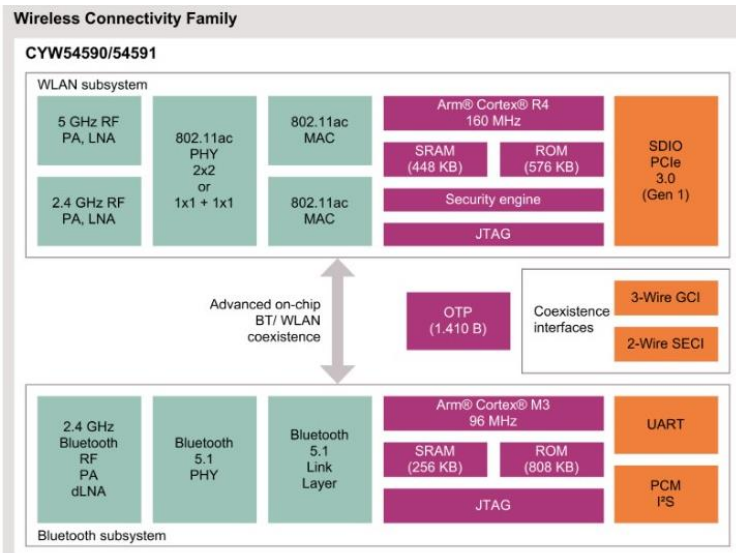 Wireless Connectivity Family
CYW54590/54591
WLAN subsystem
5 GHz RF
PA, LNA
2.4 GHz RF
PA, LNA
802.11ac
PHY
2x2
or
1x1 + 1x1
802.11ac
MAC
802.11ac
MAC
Arm® Cortex® R4
160 MHz
SRAM
(448 KB)
ROM
(576 KB)
Security engine
JTAG
SDIO
PCIe
3.0
(Gen 1)
Advanced on-chip
BT/ WLAN
coexistence
OTP
(1.410 B)
Coexistence
interfaces
3-Wire GCI
2-Wire SECI
2.4 GHz
Bluetooth
RF
PA
dLNA
Bluetooth
5.1
PHY
Bluetooth
5.1
Link
Layer
Arm® Cortex® M3
96 MHz
SRAM
(256 KB)
ROM
(808 KB)
JTAG
UART
PCM
I²S
Bluetooth subsystem